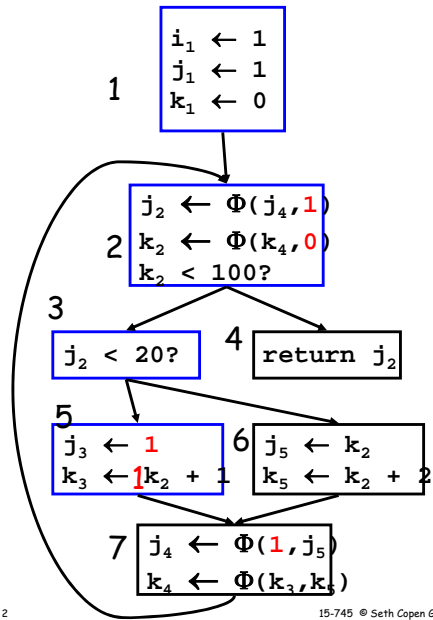 i₁ ← 1
j₁ ← 1
k₁ ← 0
1
j₂ ← Φ(j₄,1)
k₂ ← Φ(k₄,0)
k₂ < 100?
2
3
j₂ < 20?
4
return j₂
5
j₃ ← 1
k₃ ← 1 k₂ + 1
6
j₅ ← k₂
k₅ ← k₂ + 2
7
j₄ ← Φ(1,j₅)
k₄ ← Φ(k₃,k₅)
2
15-745 © Seth Copen G